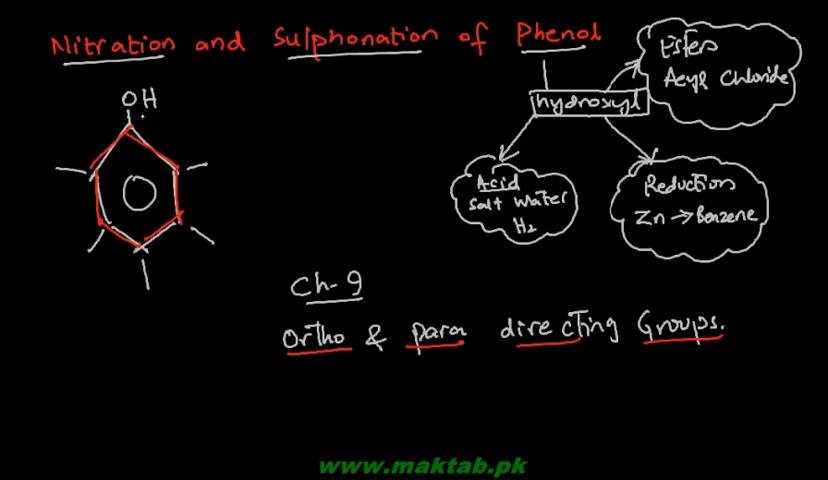 Nitration and Sulphonation of Phenol
OH
hydroxyl
Esters
Acyl Chloride
Acid
Salt Water
H2
Reduction
Zn → Benzene
Ch-9
Ortho & para directing Groups.
www.maktab.pk